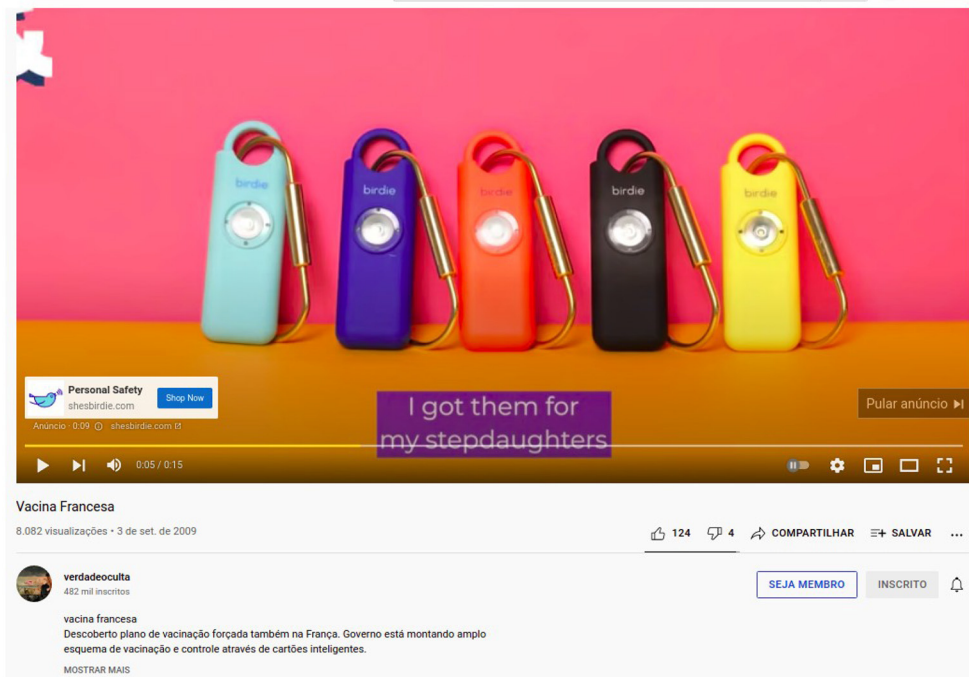 birdie
birdie
birdie
birdie
birdie
Personal Safety
shesbirdie.com
Shop Now
I got them for
my stepdaughters
Pular anúncio
Anúncio · 0:09 shesbirdie.com
0:05 / 0:15
Vacina Francesa
8.082 visualizações • 3 de set. de 2009
124 4 COMPARTILHAR SALVAR ...
verdadeoculta
482 mil inscritos
SEJA MEMBRO INSCRITO
vacina francesa
Descoberto plano de vacinação forçada também na França. Governo está montando amplo
esquema de vacinação e controle através de cartões inteligentes.
MOSTRAR MAIS